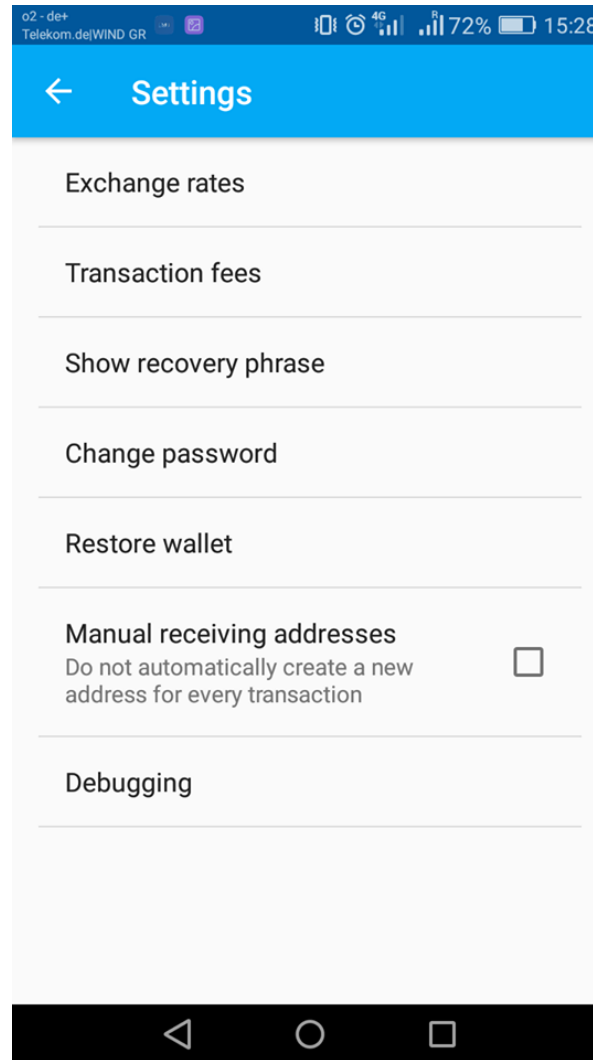 o2 - de+
Telekom.de|WIND GR
4G
R
72%
15:28
Settings
Exchange rates
Transaction fees
Show recovery phrase
Change password
Restore wallet
Manual receiving addresses
Do not automatically create a new
address for every transaction
Debugging